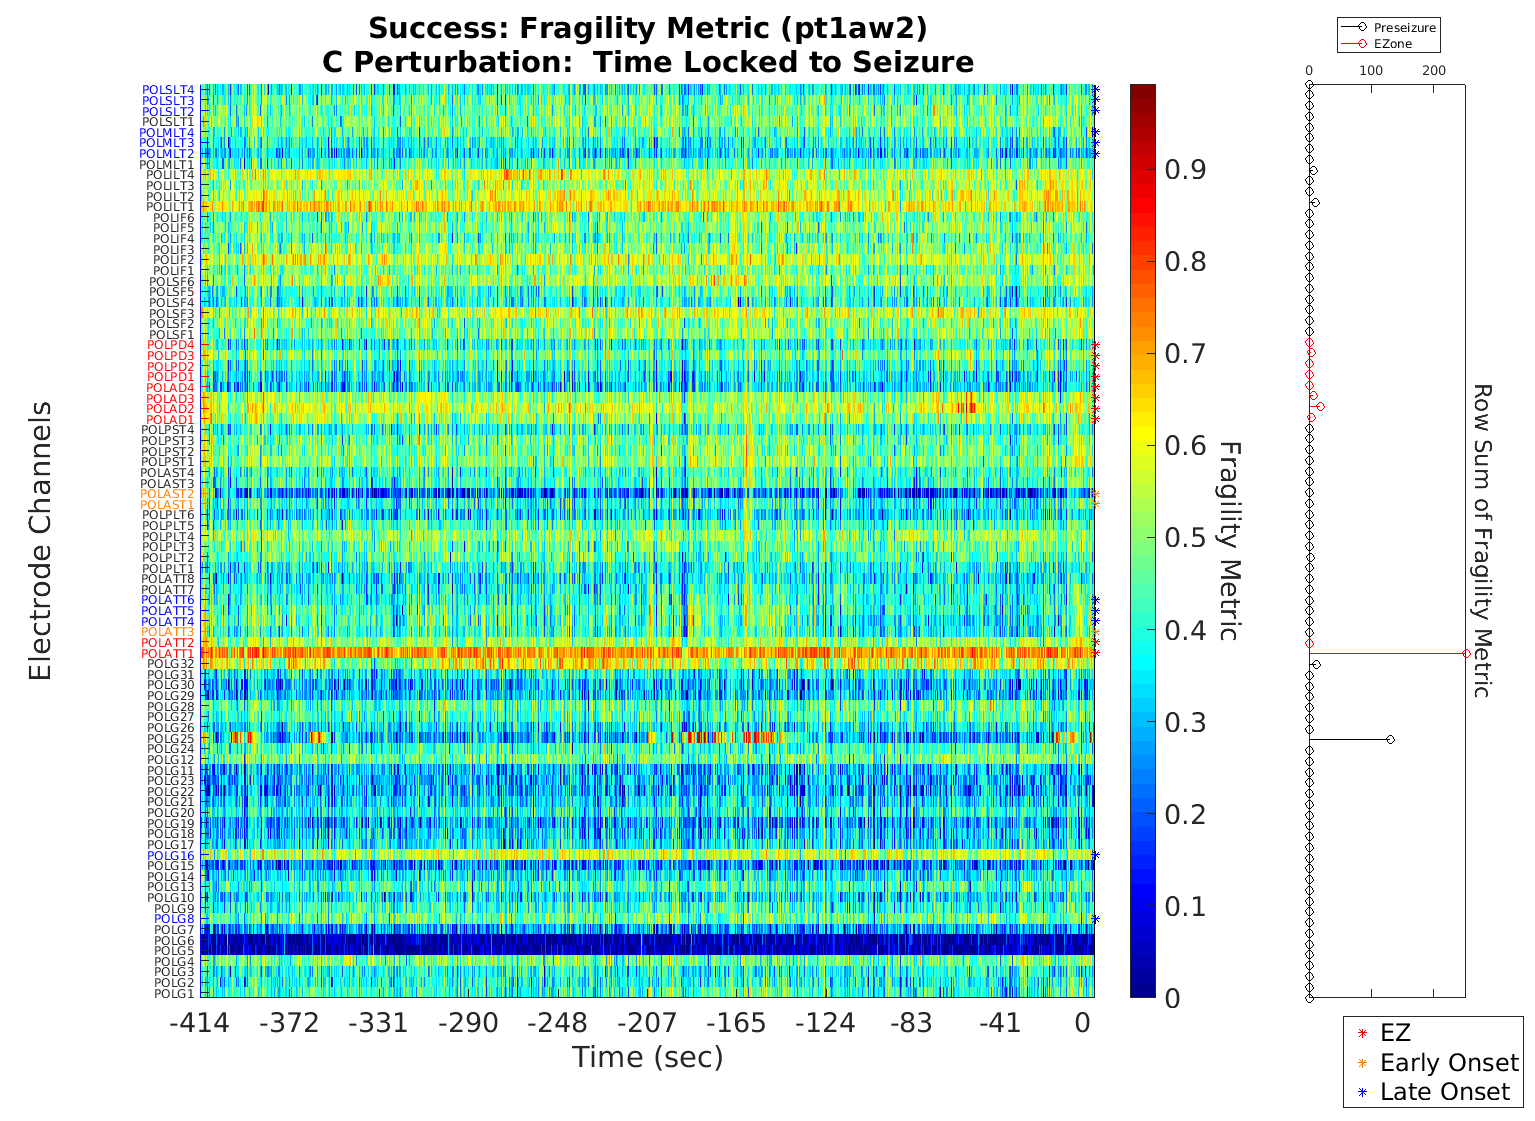 Success: Fragility Metric (pt1aw2)
C Perturbation:  Time Locked to Seizure
Preseizure
EZone
0 100 200
Electrode Channels
POLSLT4
POLSLT3
POLSLT2
POLSLT1
POLMLT4
POLMLT3
POLMLT2
POLMLT1
POLILT4
POLILT3
POLILT2
POLILT1
POLIF6
POLIF5
POLIF4
POLIF3
POLIF2
POLIF1
POLSF6
POLSF5
POLSF4
POLSF3
POLSF2
POLSF1
POLPD4
POLPD3
POLPD2
POLPD1
POLAD4
POLAD3
POLAD2
POLAD1
POLPST4
POLPST3
POLPST2
POLPST1
POLAST4
POLAST3
POLAST2
POLAST1
POLPLT6
POLPLT5
POLPLT4
POLPLT3
POLPLT2
POLPLT1
POLATT8
POLATT7
POLATT6
POLATT5
POLATT4
POLATT3
POLATT2
POLATT1
POLG32
POLG31
POLG30
POLG29
POLG28
POLG27
POLG26
POLG25
POLG24
POLG12
POLG11
POLG23
POLG22
POLG21
POLG20
POLG19
POLG18
POLG17
POLG16
POLG15
POLG14
POLG13
POLG10
POLG9
POLG8
POLG7
POLG6
POLG5
POLG4
POLG3
POLG2
POLG1
-414 -372 -331 -290 -248 -207 -165 -124 -83 -41 0
Time (sec)
0.9
0.8
0.7
0.6
0.5
0.4
0.3
0.2
0.1
0
Fragility Metric
Row Sum of Fragility Metric
EZ
Early Onset
Late Onset